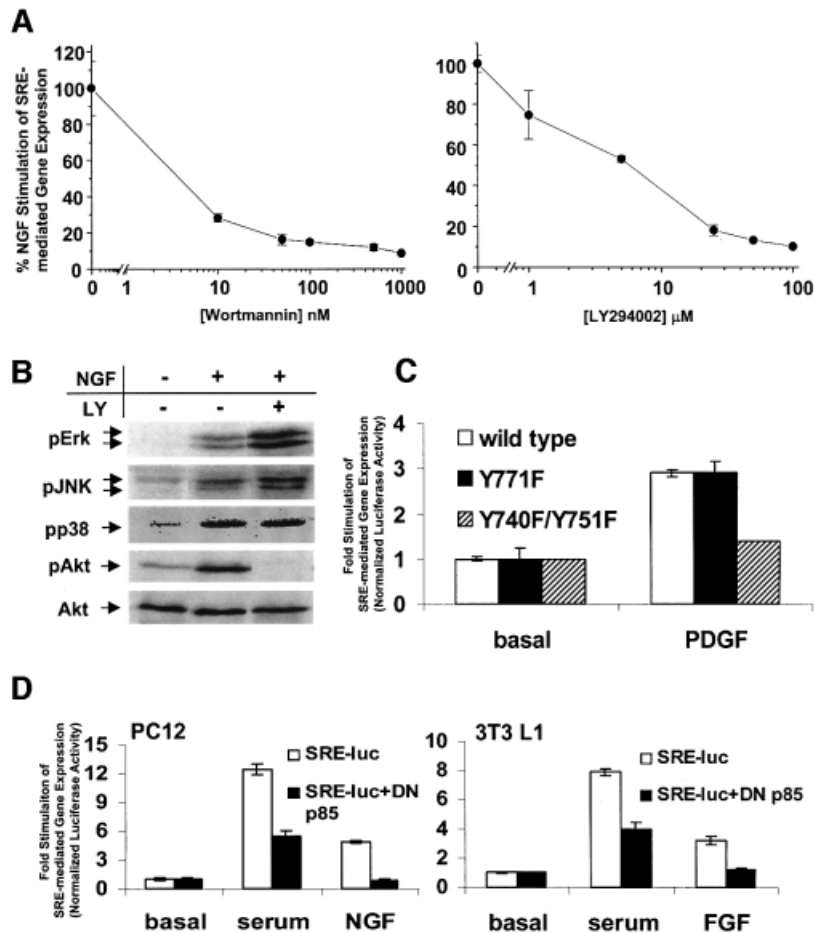 A
% NGF Stimulation of SRE-
mediated Gene Expression
120
100
80
60
40
20
0
0 1 10 100 1000
[Wortmannin] nM
100
80
60
40
20
0
0 1 10 100
[LY294002] µM
B
NGF - + +
LY - - +
pErk
pJNK
pp38
pAkt
Akt
C
Fold Stimulation of
SRE-mediated Gene Expression
(Normalized Luciferase Activity)
4
3
2
1
0
wild type
Y771F
Y740F/Y751F
basal PDGF
D
PC12
Fold Stimulaiton of
SRE-mediated Gene Expression
(Normalized Luciferase Activity)
15
12
9
6
3
0
SRE-luc
SRE-luc+DN
p85
basal serum NGF
3T3 L1
10
8
6
4
2
0
SRE-luc
SRE-luc+DN p85
basal serum FGF